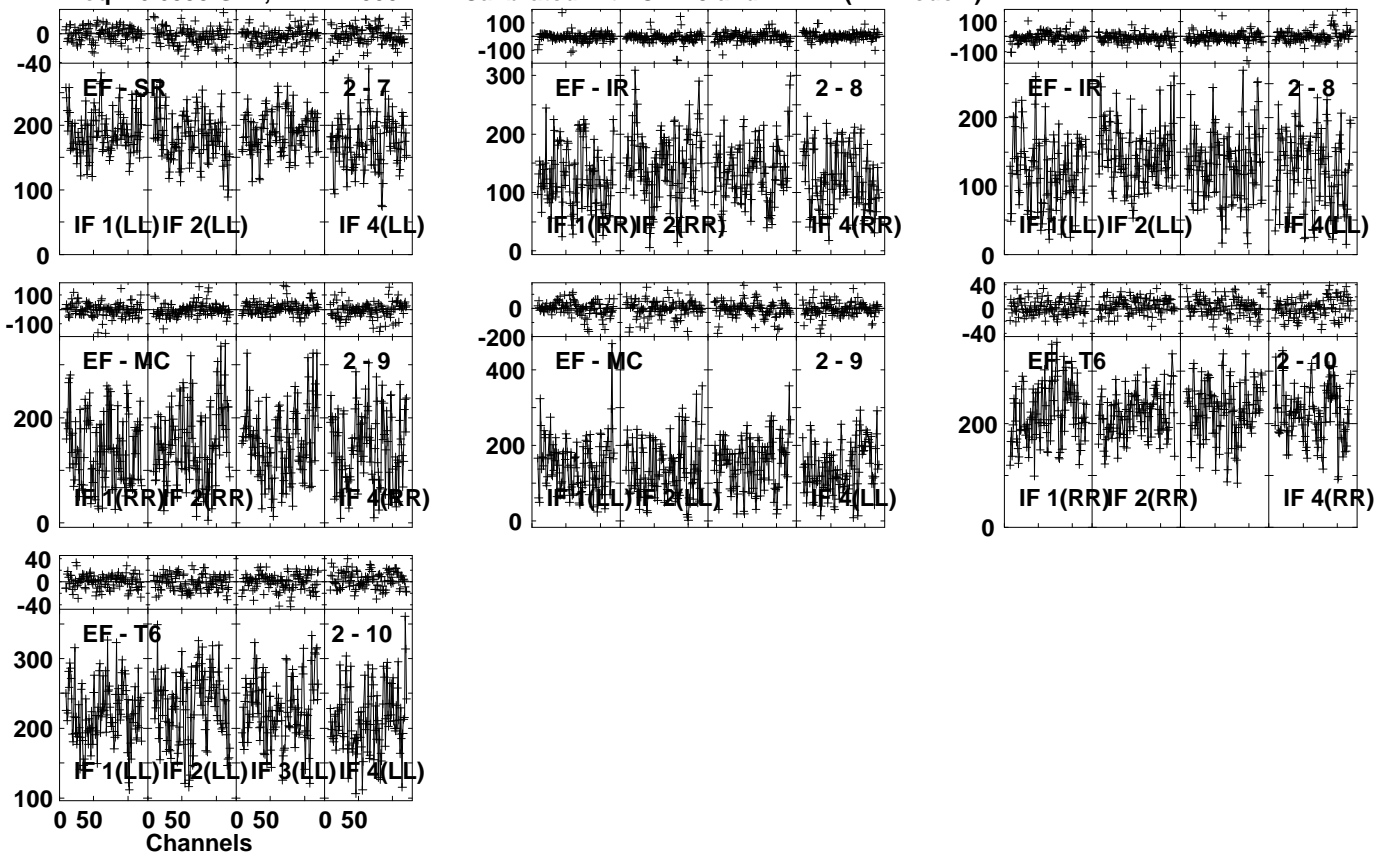 100
100
0
0
0
-40
-100
-100
EF - SR 2 - 7
300 EF - IR 2 - 8
EF - IR 2 - 8
200
200
200
100
100
100
IF 1(LL) IF 2(LL) IF 4(LL)
IF 1(RR) IF 2(RR) IF 4(RR)
IF 1(LL) IF 2(LL) IF 4(LL)
0
0
0
100
-100
0
-200
40
20
0
-40
EF - MC 2 - 9
EF - MC 2 - 9
EF - T6 2 - 10
400
200
200
200
IF 1(RR) IF 2(RR) IF 4(RR)
IF 1(LL) IF 2(LL) IF 4(LL)
IF 1(RR) IF 2(RR) IF 4(RR)
0
0
0
40
0
-40
EF - T6 2 - 10
300
200
IF 1(LL) IF 2(LL) IF 3(LL) IF 4(LL)
100
0 50 0 50 0 50 0 50
Channels